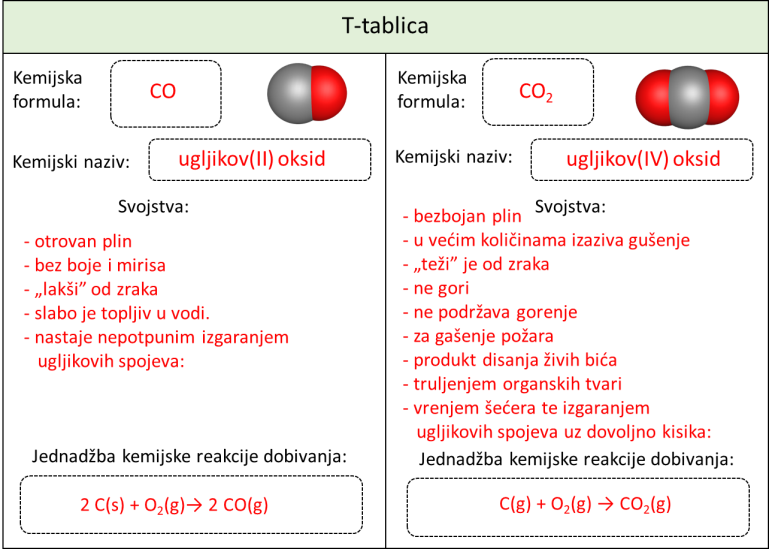 T-tablica
Kemijska
formula:
CO
Kemijski naziv:
ugljikov(II) oksid
Svojstva:
- otrovan plin
- bez boje i mirisa
- „lakši” od zraka
- slabo je topljiv u vodi.
- nastaje nepotpunim izgaranjem
ugljikovih spojeva:
Jednadžba kemijske reakcije dobivanja:
2 C(s) + O₂(g)→ 2 CO(g)
Kemijska
formula:
CO₂
Kemijski naziv:
ugljikov(IV) oksid
Svojstva:
- bezbojan plin
- u većim količinama izaziva gušenje
- „teži” je od zraka
- ne gori
- ne podržava gorenje
- za gašenje požara
- produkt disanja živih bića
- truljenjem organskih tvari
- vrenjem šećera te izgaranjem
ugljikovih spojeva uz dovoljno kisika:
Jednadžba kemijske reakcije dobivanja:
C(g) + O₂(g) → CO₂(g)